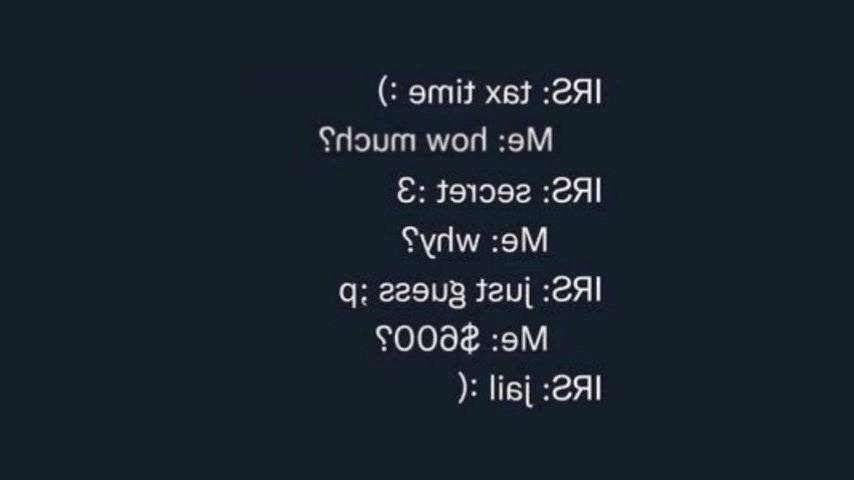 IRS: tax time :)
Me: how much?
IRS: secret :3
Me: why?
IRS: just guess ;p
Me: $600?
IRS: jail :(